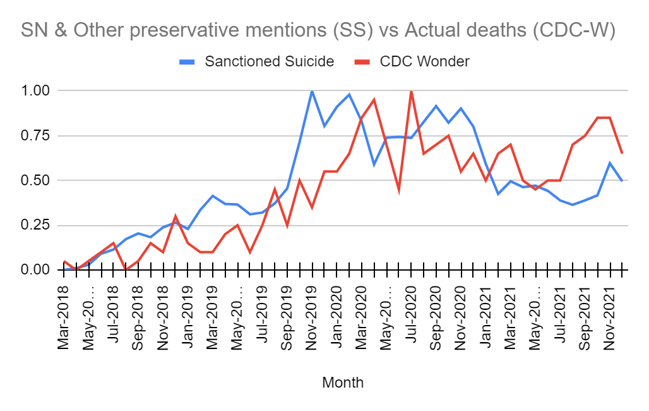 SN & Other preservative mentions (SS) vs Actual deaths (CDC-W)
Sanctioned Suicide
CDC Wonder
1.00
0.75
0.50
0.25
0.00
Mar-2018
May-20…
Jul-2018
Sep-2018
Nov-2018
Jan-2019
Mar-2019
May-20…
Jul-2019
Sep-2019
Nov-2019
Jan-2020
Mar-2020
May-20…
Jul-2020
Sep-2020
Nov-2020
Jan-2021
Mar-2021
May-20…
Jul-2021
Sep-2021
Nov-2021
Month